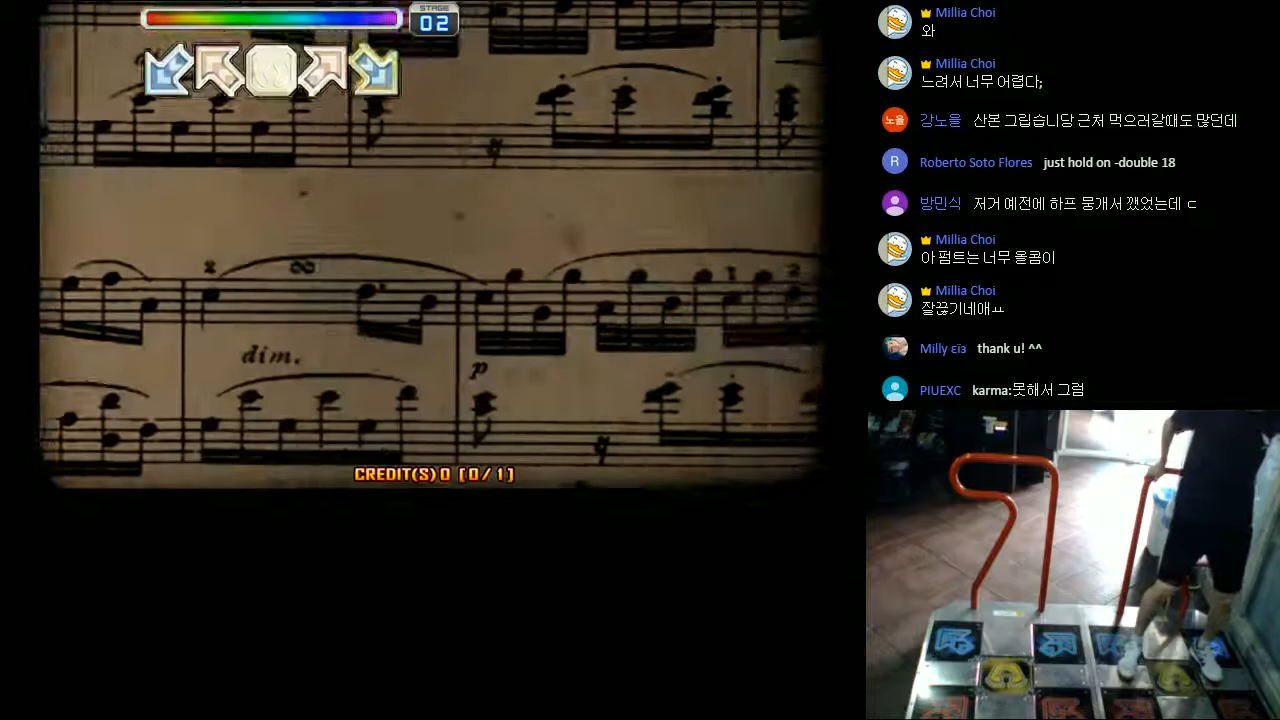 STAGE
02
2
dim.
p
1
2
CREDIT(S) 0 [0/1]
Millia Choi
와
Millia Choi
느려서 너무 어렵다;
노을
강노을 산본 그립습니당 근처 먹으러갈때도 많던데
R
Roberto Soto Flores just hold on -double 18
방민식 저거 예전에 하프 뭉개서 깼었는데 ㄷ
Millia Choi
아 펌트는 너무 올콤이
Millia Choi
잘끊기네애ㅛ
Milly εïз thank u! ^^
PIUEXC karma:못해서 그럼